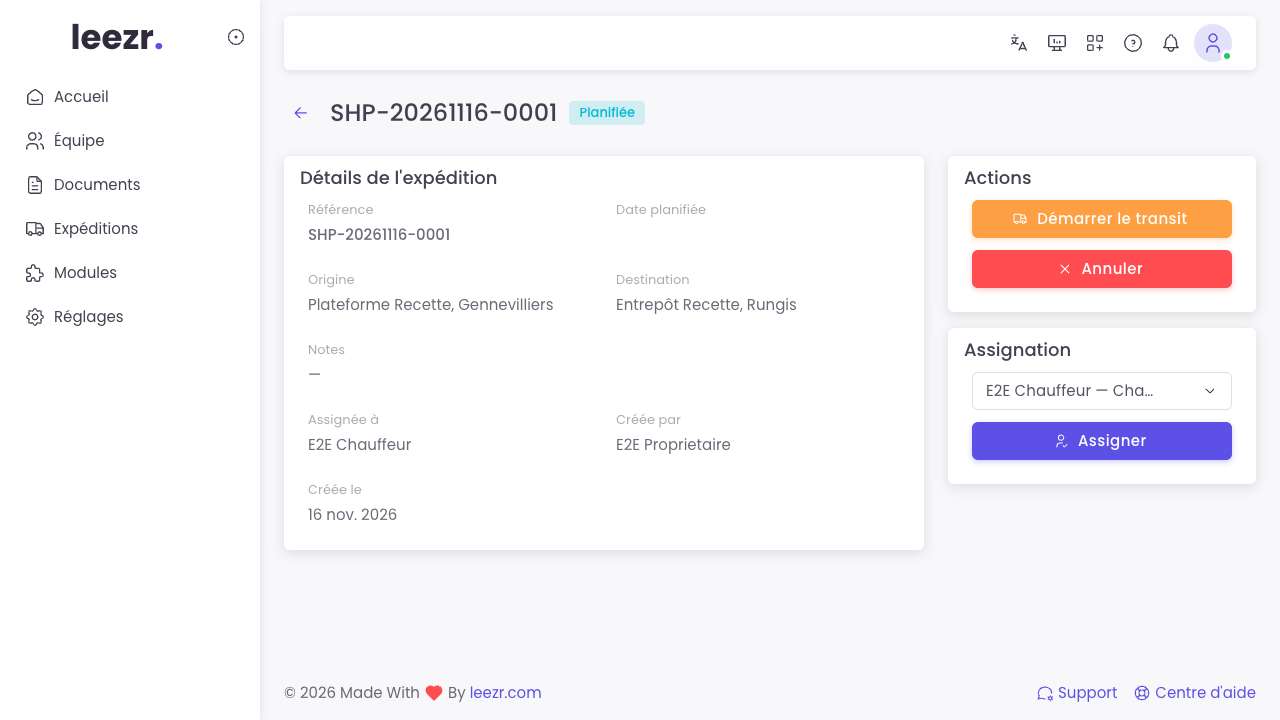 leezr.
Accueil
Équipe
Documents
Expéditions
Modules
Réglages
SHP-20261116-0001 Planifiée
Détails de l'expédition
Référence Date planifiée
SHP-20261116-0001
Origine Destination
Plateforme Recette, Gennevilliers Entrepôt Recette, Rungis
Notes
—
Assignée à Créée par
E2E Chauffeur E2E Proprietaire
Créée le
16 nov. 2026
Actions
Démarrer le transit
Annuler
Assignation
E2E Chauffeur — Cha...
Assigner
© 2026 Made With By leezr.com Support Centre d'aide